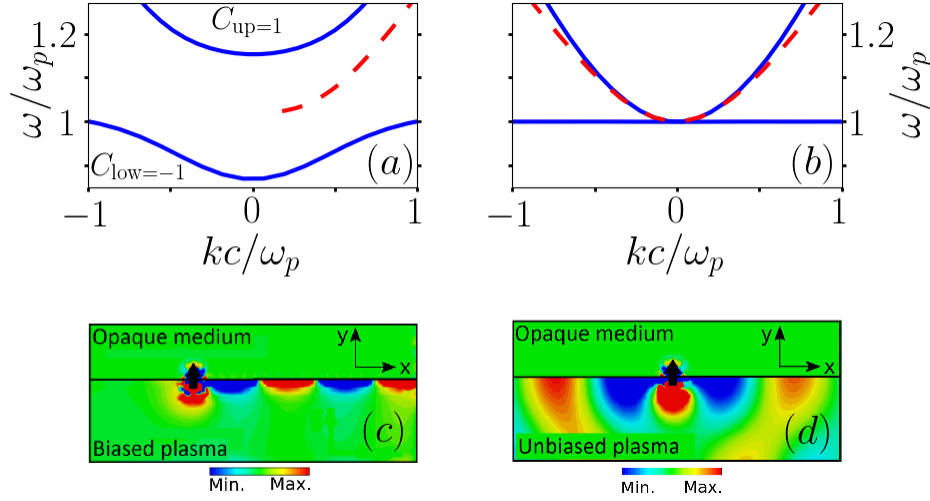 C_up=1
1.2
1
ω/ω_p
C_low=−1
(a)
−1 0 1
kc/ω_p
1.2
1
ω/ω_p
(b)
−1 0 1
kc/ω_p
Opaque medium
y
x
Biased plasma
(c)
Min. Max.
Opaque medium
y
x
Unbiased plasma
(d)
Min. Max.